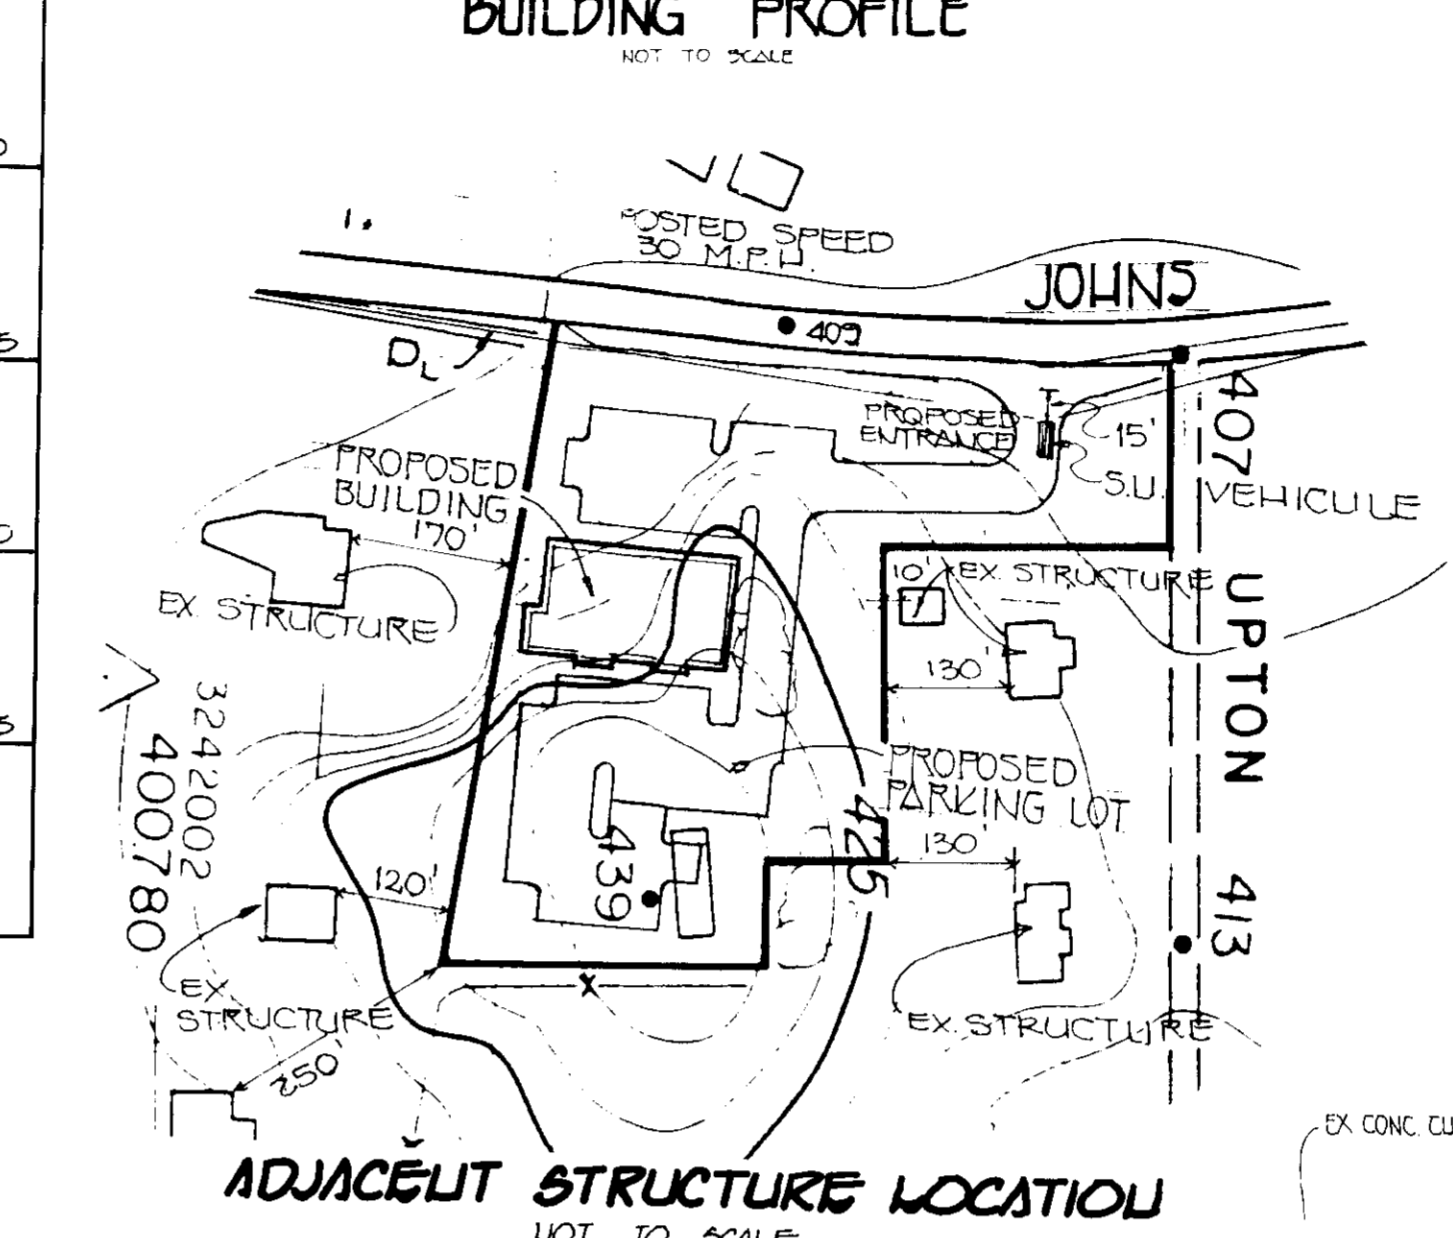 BUILDING PROFILE
NOT TO SCALE
POSTED SPEED
30 M.P.H.
JOHNS
409
DL
PROPOSED
ENTRANCE
15'
S.U. VEHICULE
407
PROPOSED
BUILDING
170'
EX. STRUCTURE
10'
EX. STRUCTURE
130'
UPTON
3242002
400780
PROPOSED
PARKING LOT
130'
425
439
120'
413
EX.
STRUCTURE
EX. STRUCTURE
250'
X
EX CONC. CU
ADJACENT STRUCTURE LOCATION
NOT TO SCALE